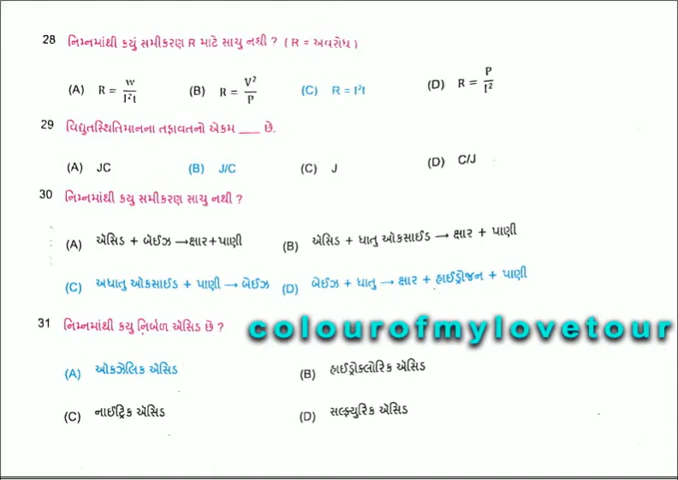 28 નિમ્નમાંથી કયું સમીકરણ R માટે સાચુ નથી ? ( R = અવરોધ )
(A) R = W/I²t (B) R = V²/P (C) R = I²t (D) R = P/I²
29 વિદ્યુતસ્થિતિમાનના તફાવતનો એકમ ____ છે.
(A) JC (B) J/C (C) J (D) C/J
30 નિમ્નમાંથી કયુ સમીકરણ સાચુ નથી ?
(A) એસિડ + બેઈઝ →ક્ષાર+પાણી (B) એસિડ + ધાતુ ઓકસાઈડ → ક્ષાર + પાણી
(C) અધાતુ ઓકસાઈડ + પાણી → બેઈઝ (D) બેઈઝ + ધાતુ → ક્ષાર + હાઈડ્રોજન + પાણી
31 નિમ્નમાંથી કયુ નિર્બળ એસિડ છે ? colourofmylovetour
(A) ઓકઝેલિક એસિડ (B) હાઈડ્રોક્લોરિક એસિડ
(C) નાઈટ્રિક એસિડ (D) સલ્ફ્યુરિક એસિડ